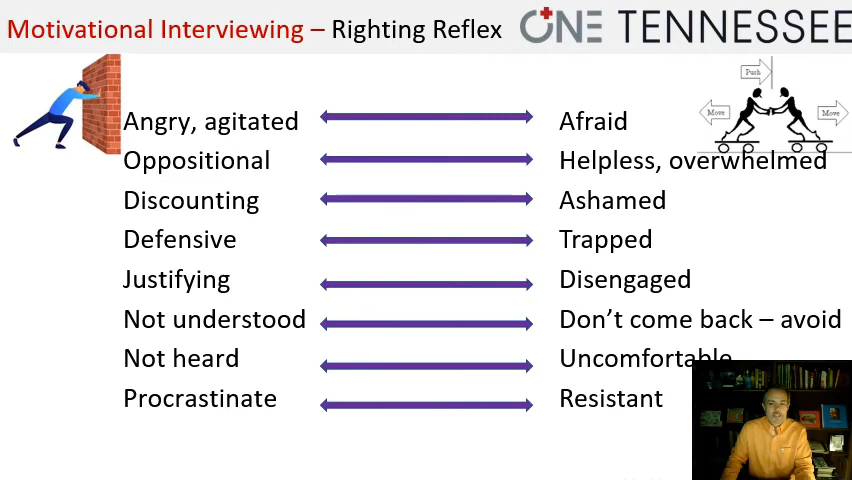 Motivational Interviewing – Righting Reflex
ONE TENNESSEE
Push
Move
Move
Angry, agitated
Afraid
Oppositional
Helpless, overwhelmed
Discounting
Ashamed
Defensive
Trapped
Justifying
Disengaged
Not understood
Don’t come back – avoid
Not heard
Uncomfortable
Procrastinate
Resistant